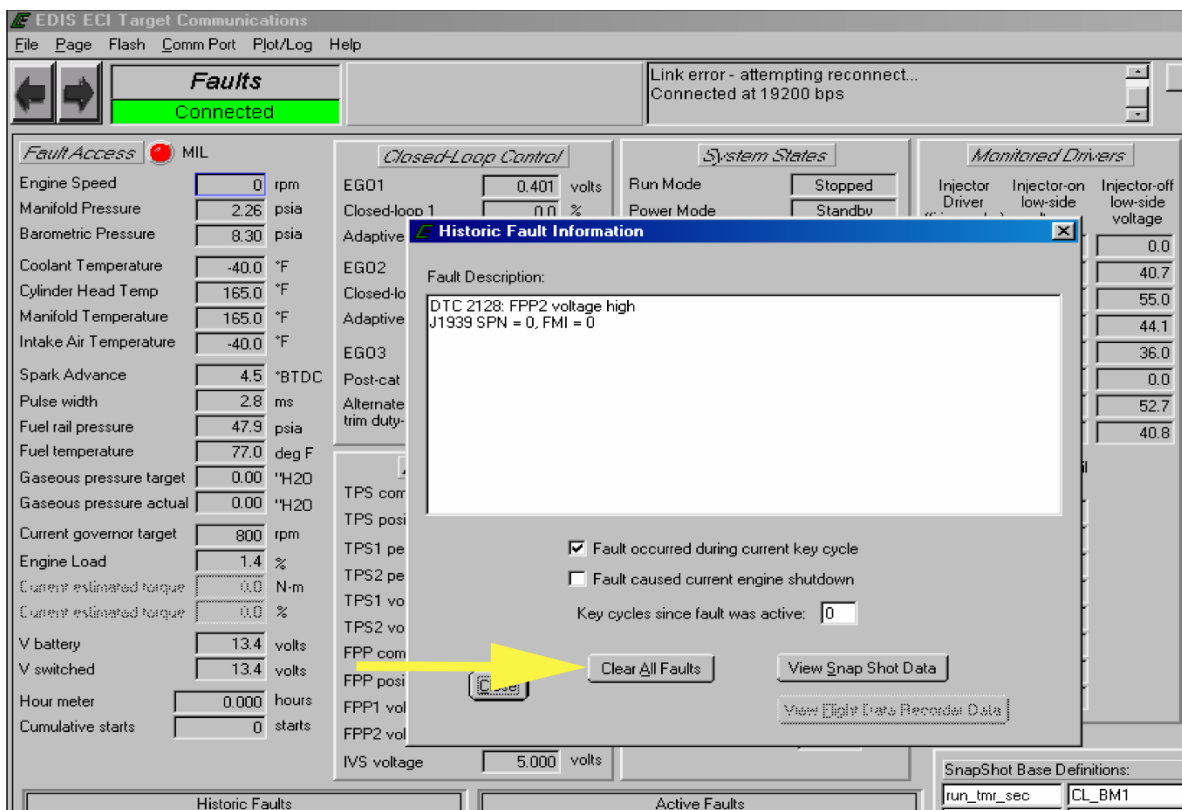 EDIS ECI Target Communications
File Page Flash Comm Port Plot/Log Help
Faults
Connected
Link error - attempting reconnect...
Connected at 19200 bps
Fault Access MIL
Engine Speed 0 rpm
Manifold Pressure 2.26 psia
Barometric Pressure 8.30 psia
Coolant Temperature -40.0 °F
Cylinder Head Temp 165.0 °F
Manifold Temperature 165.0 °F
Intake Air Temperature -40.0 °F
Spark Advance 4.5 °BTDC
Pulse width 2.8 ms
Fuel rail pressure 47.9 psia
Fuel temperature 77.0 deg F
Gaseous pressure target 0.00 "H2O
Gaseous pressure actual 0.00 "H2O
Current governor target 800 rpm
Engine Load 1.4 %
Current estimated torque 0.0 N-m
Current estimated torque 0.0 %
V battery 13.4 volts
V switched 13.4 volts
Hour meter 0.000 hours
Cumulative starts 0 starts
Closed-Loop Control
EGO1 0.401 volts
Closed-loop 1 0.0 %
Adaptive
EGO2
Closed-lo
Adaptive
EGO3
Post-cat
Alternate
trim duty-
TPS com
TPS posi
TPS1 pe
TPS2 pe
TPS1 vo
TPS2 vo
FPP com
FPP posi
FPP1 vol
FPP2 vol
IVS voltage 5.000 volts
System States
Run Mode Stopped
Power Mode Standby
Monitored Drivers
Injector Driver
Injector-on low-side
Injector-off low-side voltage
0.0
40.7
55.0
44.1
36.0
0.0
52.7
40.8
Historic Fault Information
Fault Description:
DTC 2128: FPP2 voltage high
J1939 SPN = 0, FMI = 0
Fault occurred during current key cycle
Fault caused current engine shutdown
Key cycles since fault was active: 0
Close
Clear All Faults
View Snap Shot Data
View Flight Data Recorder Data
SnapShot Base Definitions:
run_tmr_sec CL_BM1
Historic Faults
Active Faults